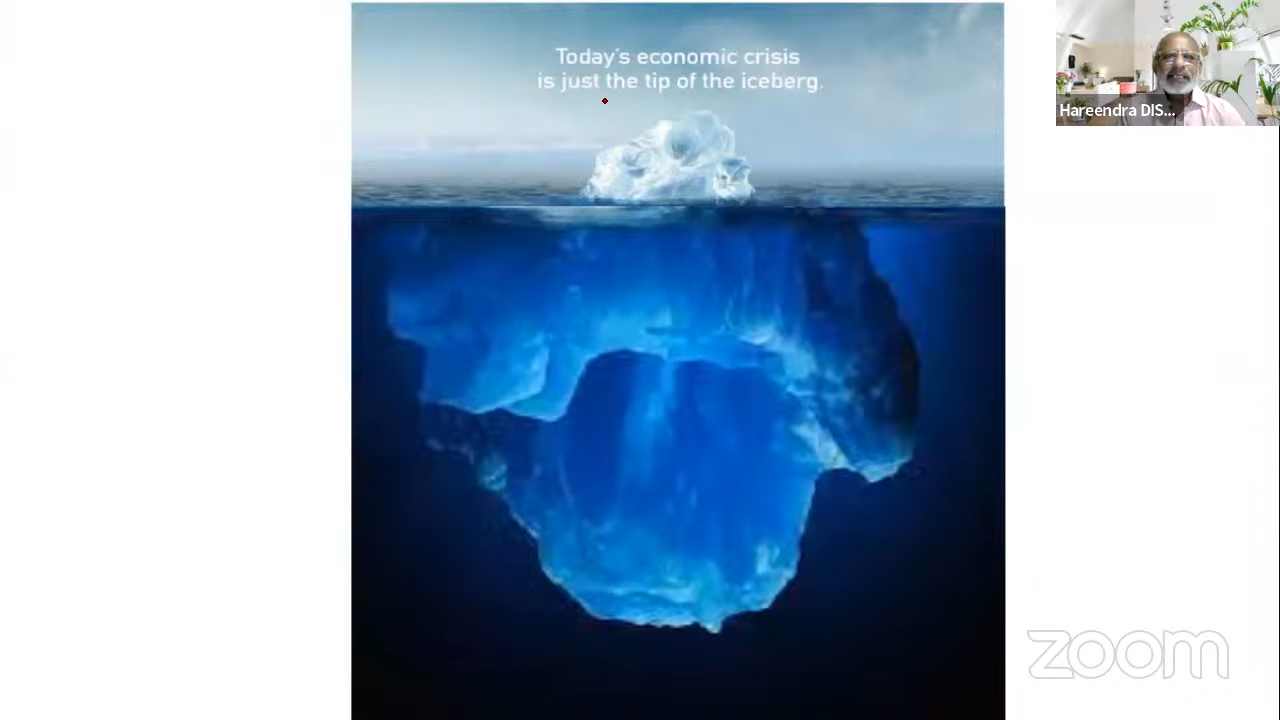 Today's economic crisis
is just the tip of the iceberg.
Hareendra DIS...
zoom